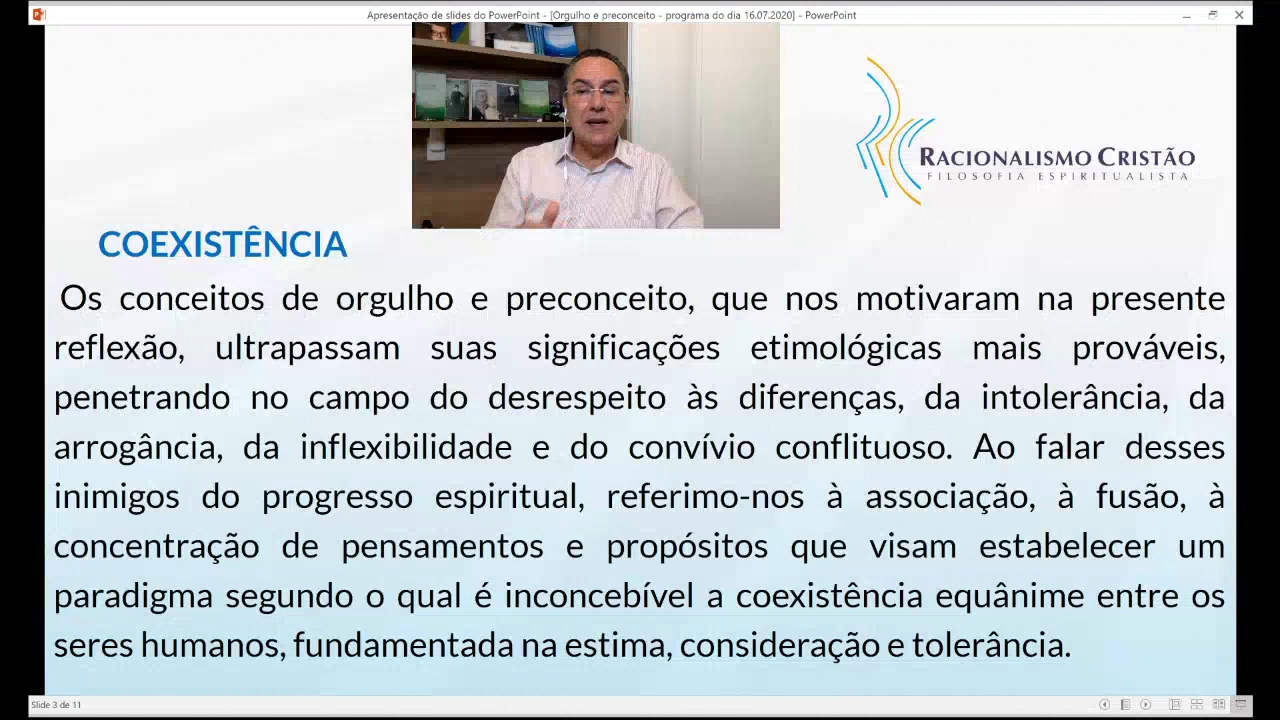 Apresentação de slides do PowerPoint - [Orgulho e preconceito - programa do dia 16.07.2020] - PowerPoint
RACIONALISMO CRISTÃO
FILOSOFIA ESPIRITUALISTA
COEXISTÊNCIA
Os conceitos de orgulho e preconceito, que nos motivaram na presente
reflexão, ultrapassam suas significações etimológicas mais prováveis,
penetrando no campo do desrespeito às diferenças, da intolerância, da
arrogância, da inflexibilidade e do convívio conflituoso. Ao falar desses
inimigos do progresso espiritual, referimo-nos à associação, à fusão, à
concentração de pensamentos e propósitos que visam estabelecer um
paradigma segundo o qual é inconcebível a coexistência equânime entre os
seres humanos, fundamentada na estima, consideração e tolerância.
Slide 3 de 11